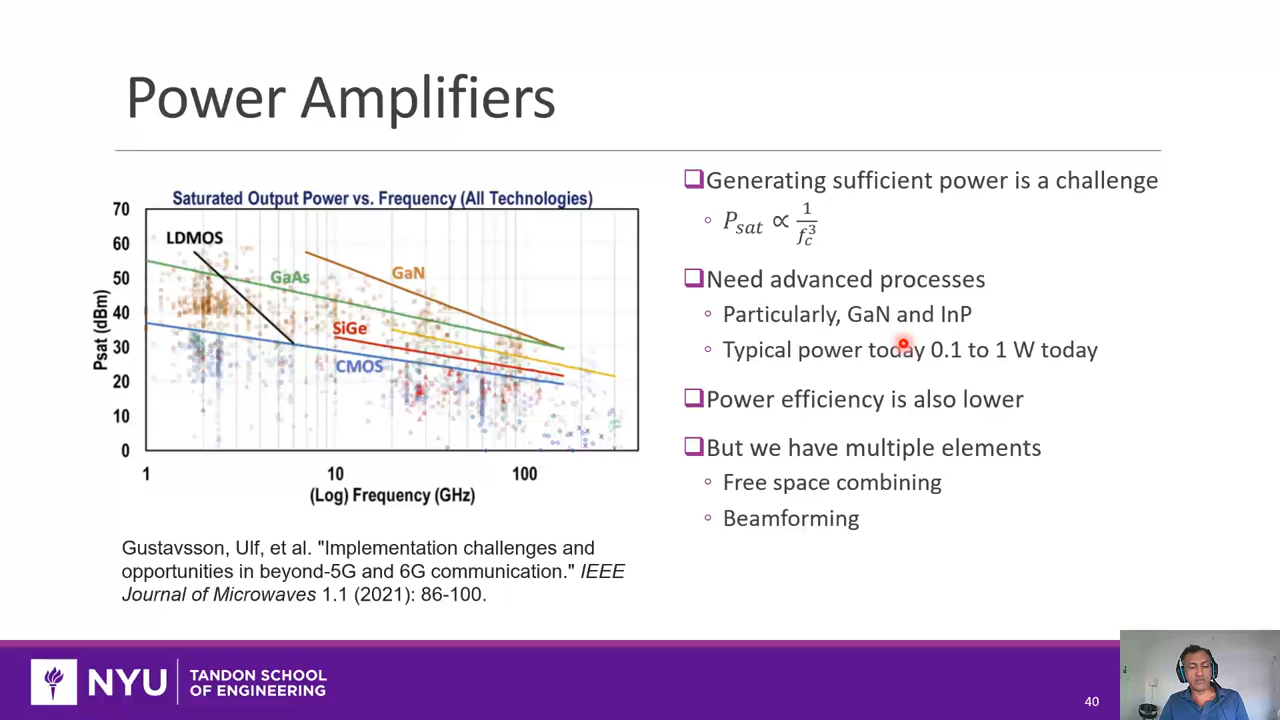 Power Amplifiers
Saturated Output Power vs. Frequency (All Technologies)
70
60
50
40
30
20
10
0
Psat (dBm)
LDMOS
GaAs
GaN
SiGe
CMOS
1
10
100
(Log) Frequency (GHz)
Gustavsson, Ulf, et al. "Implementation challenges and
opportunities in beyond-5G and 6G communication." IEEE
Journal of Microwaves 1.1 (2021): 86-100.
Generating sufficient power is a challenge
P_sat ∝ 1/f_c^3
Need advanced processes
Particularly, GaN and InP
Typical power today 0.1 to 1 W today
Power efficiency is also lower
But we have multiple elements
Free space combining
Beamforming
NYU
TANDON SCHOOL
OF ENGINEERING
40